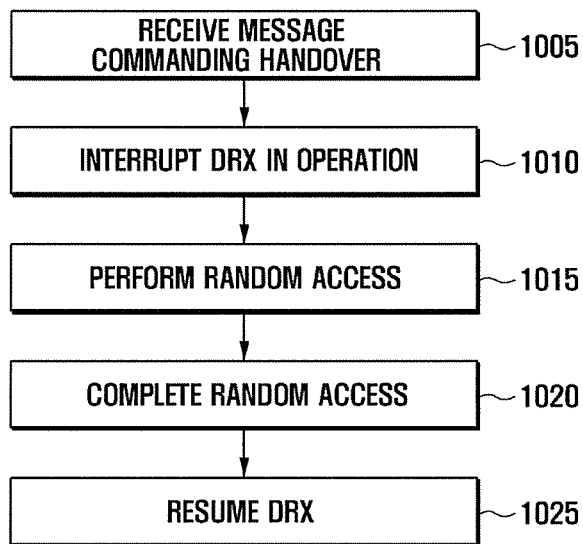 RECEIVE MESSAGE
COMMANDING HANDOVER
1005
INTERRUPT DRX IN OPERATION
1010
PERFORM RANDOM ACCESS
1015
COMPLETE RANDOM ACCESS
1020
RESUME DRX
1025